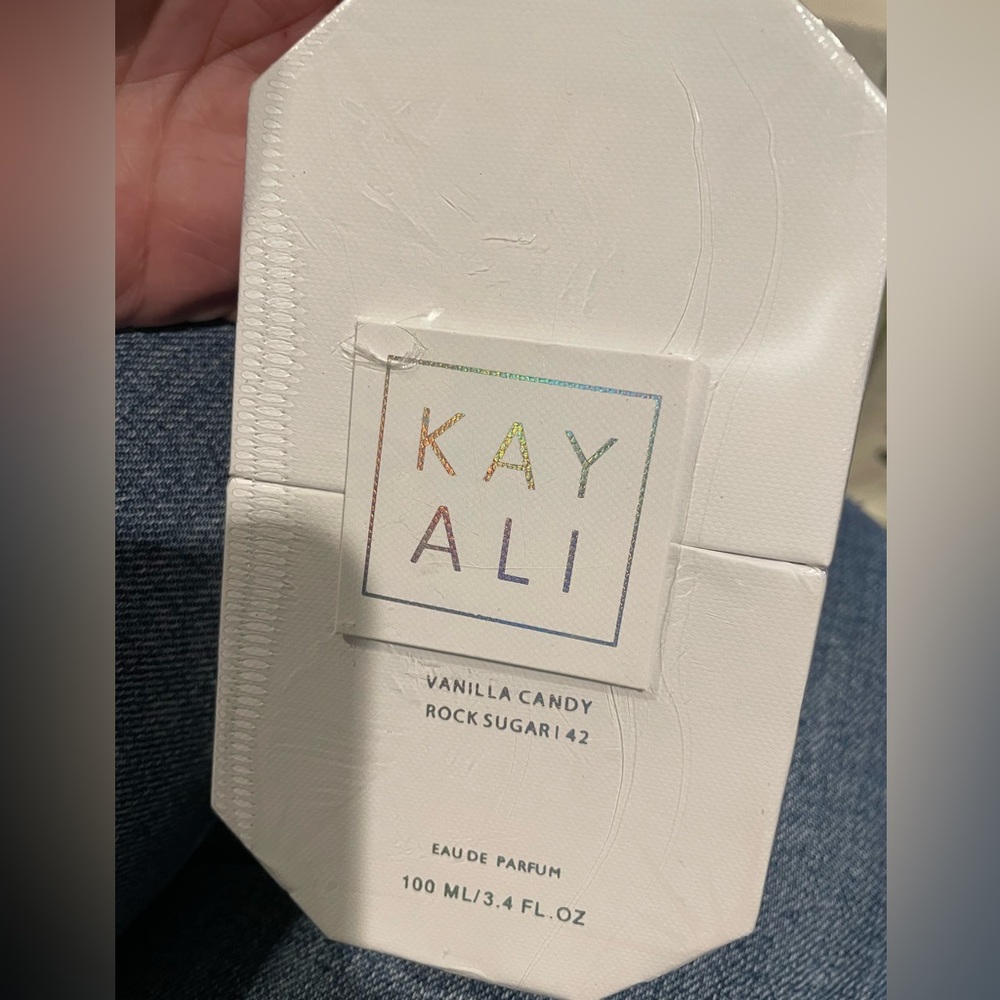 KAY
ALI
VANILLA CANDY
ROCK SUGAR | 42
EAU DE PARFUM
100 ML/3.4 FL.OZ